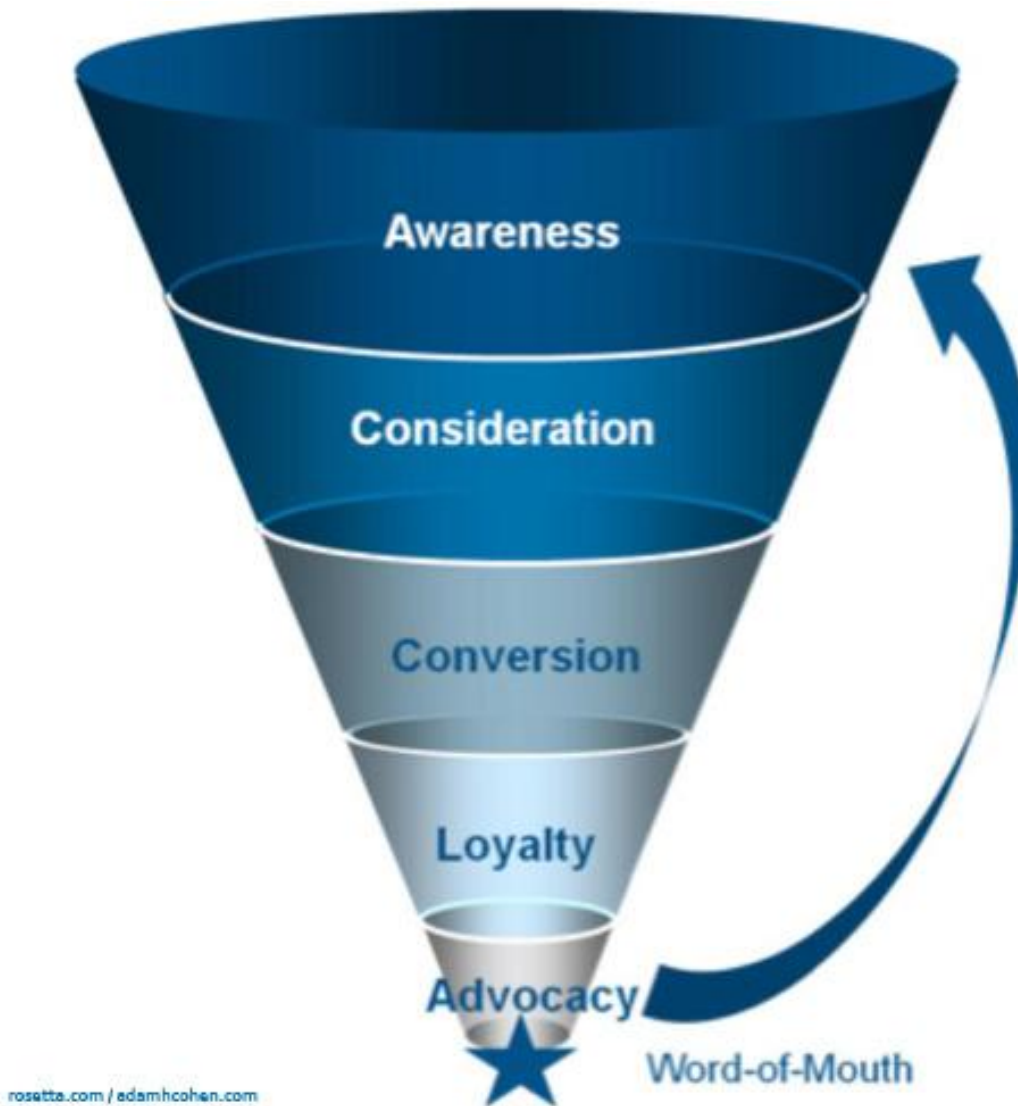 Awareness
Consideration
Conversion
Loyalty
Advocacy
Word-of-Mouth
rosetta.com / adamhcohen.com